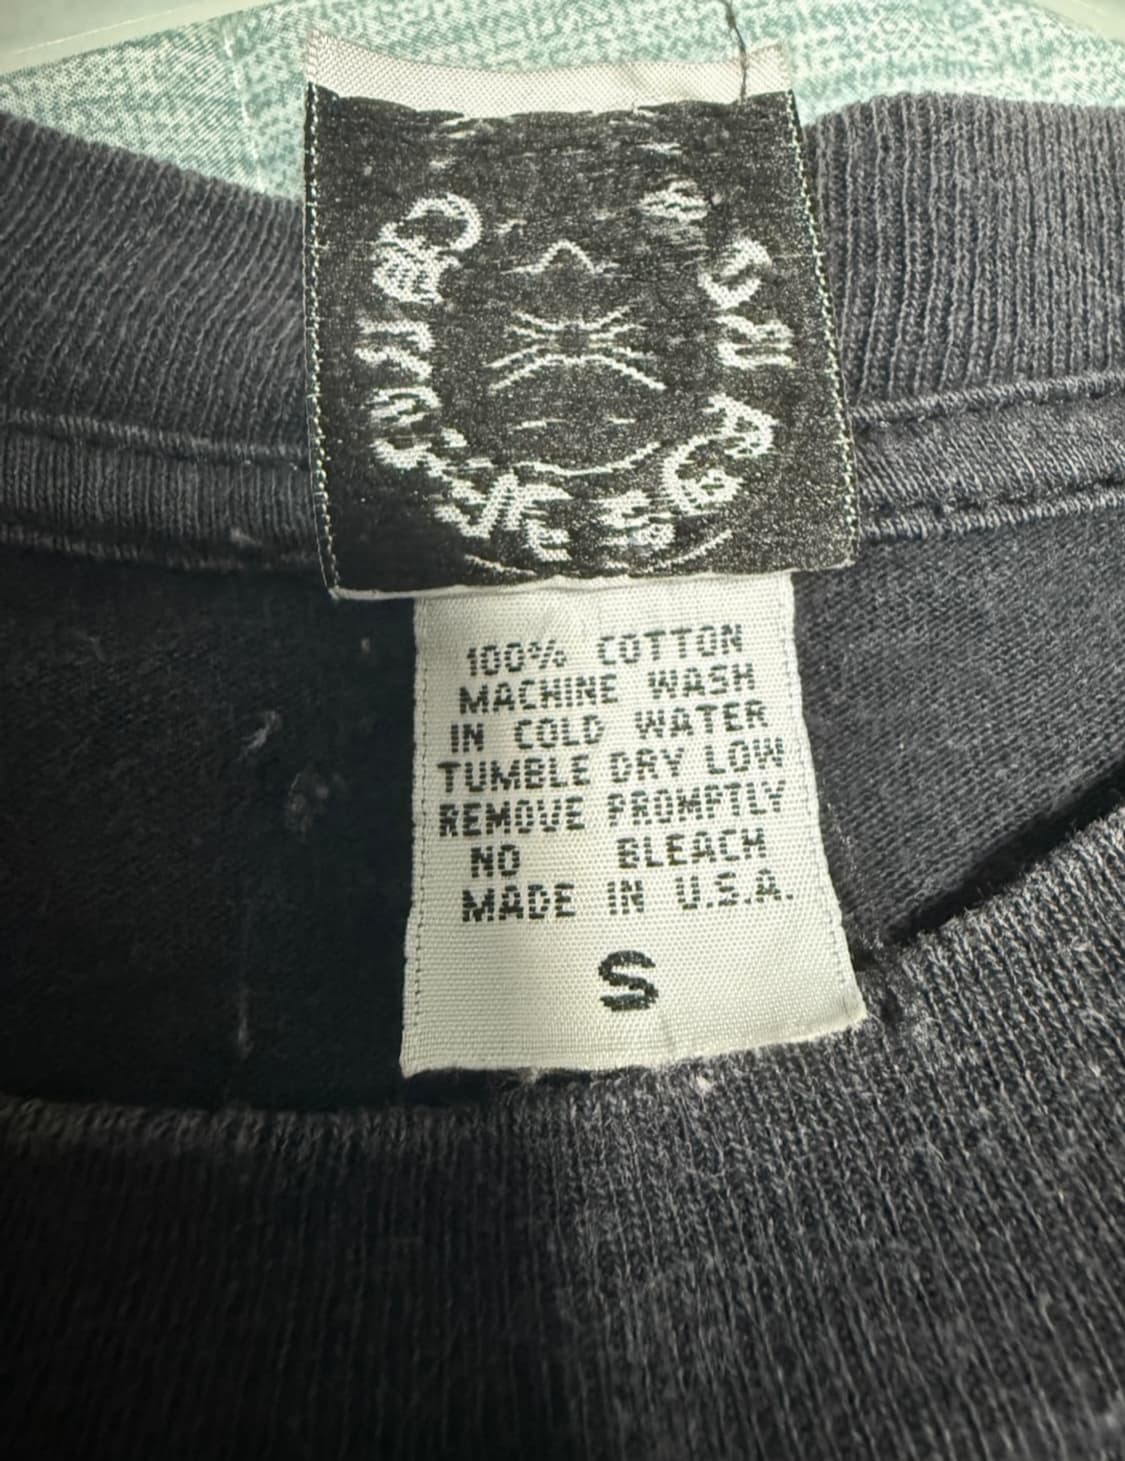 100% COTTON
MACHINE WASH
IN COLD WATER
TUMBLE DRY LOW
REMOVE PROMPTLY
NO BLEACH
MADE IN U.S.A.
S